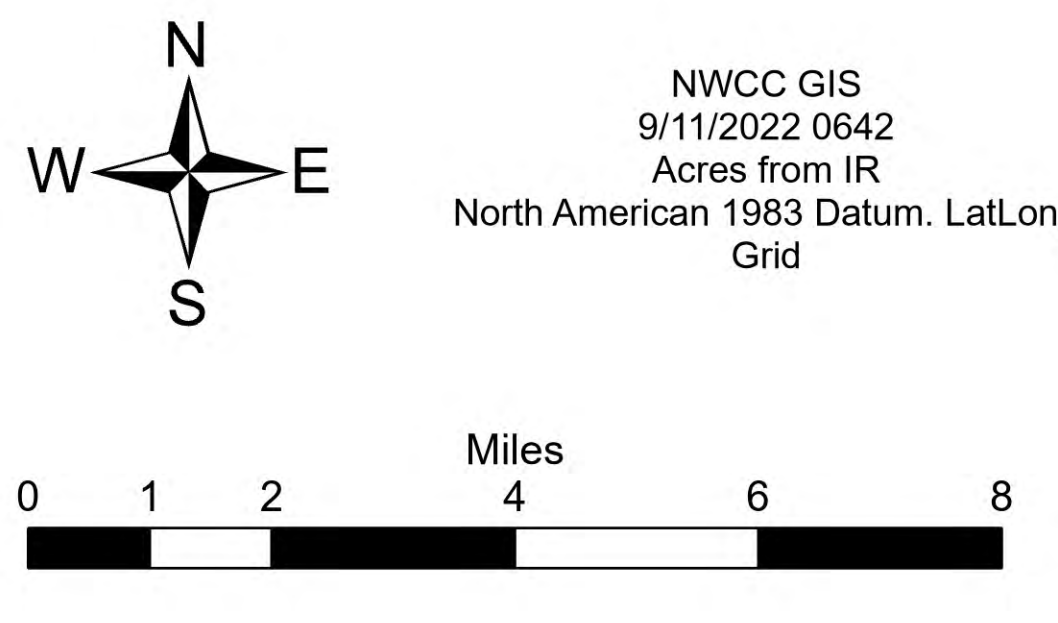 N
W E
S
NWCC GIS
9/11/2022 0642
Acres from IR
North American 1983 Datum. LatLon
Grid
Miles
0 1 2 4 6 8